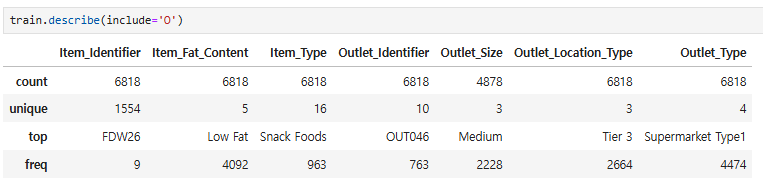 train.describe(include='O')
Item_Identifier Item_Fat_Content Item_Type Outlet_Identifier Outlet_Size Outlet_Location_Type Outlet_Type
count 6818 6818 6818 6818 4878 6818 6818
unique 1554 5 16 10 3 3 4
top FDW26 Low Fat Snack Foods OUT046 Medium Tier 3 Supermarket Type1
freq 9 4092 963 763 2228 2664 4474